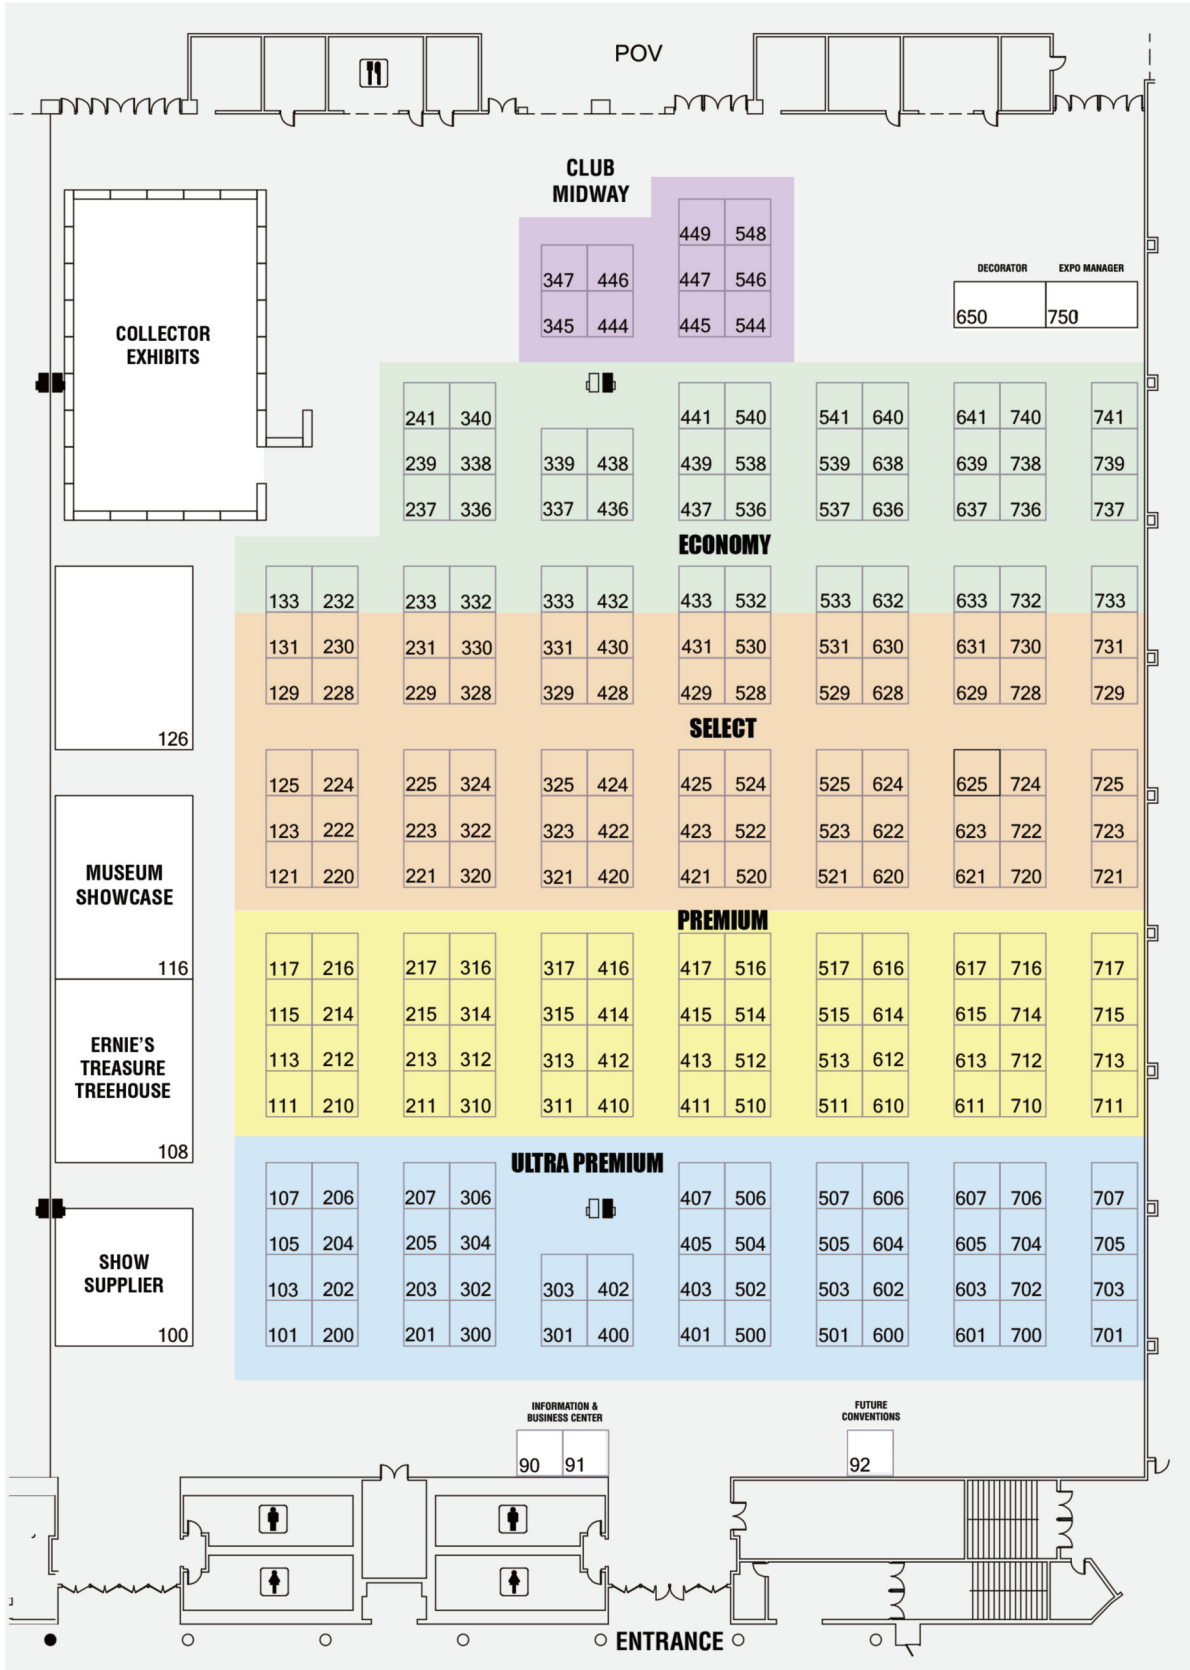 POV
CLUB
MIDWAY
449 548
347 446 447 546
345 444 445 544
DECORATOR EXPO MANAGER
650 750
COLLECTOR
EXHIBITS
241 340 441 540 541 640 641 740 741
239 338 339 438 439 538 539 638 639 738 739
237 336 337 436 437 536 537 636 637 736 737
ECONOMY
133 232 233 332 333 432 433 532 533 632 633 732 733
131 230 231 330 331 430 431 530 531 630 631 730 731
129 228 229 328 329 428 429 528 529 628 629 728 729
126
SELECT
125 224 225 324 325 424 425 524 525 624 625 724 725
123 222 223 322 323 422 423 522 523 622 623 722 723
121 220 221 320 321 420 421 520 521 620 621 720 721
MUSEUM
SHOWCASE
116
PREMIUM
117 216 217 316 317 416 417 516 517 616 617 716 717
115 214 215 314 315 414 415 514 515 614 615 714 715
113 212 213 312 313 412 413 512 513 612 613 712 713
111 210 211 310 311 410 411 510 511 610 611 710 711
ERNIE'S
TREASURE
TREEHOUSE
108
ULTRA PREMIUM
107 206 207 306 407 506 507 606 607 706 707
105 204 205 304 405 504 505 604 605 704 705
103 202 203 302 303 402 403 502 503 602 603 702 703
101 200 201 300 301 400 401 500 501 600 601 700 701
SHOW
SUPPLIER
100
INFORMATION &
BUSINESS CENTER
90 91
FUTURE
CONVENTIONS
92
ENTRANCE